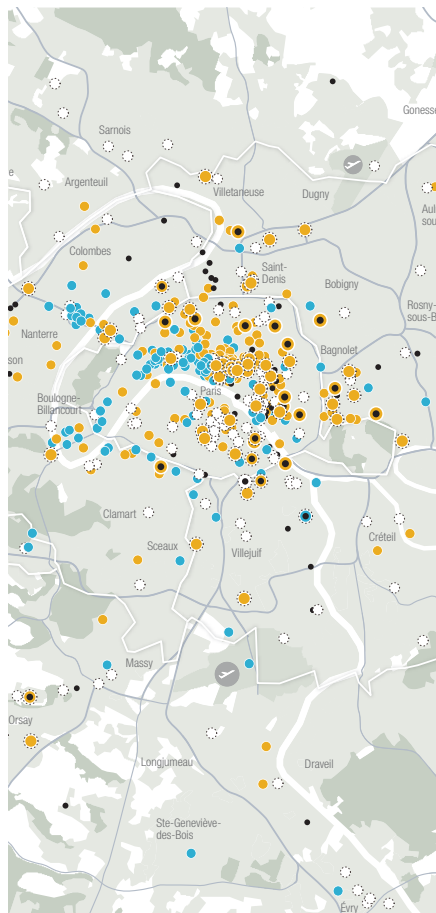 Gonesse
Sarnois
e
Argenteuil
Villetaneuse
Dugny
Aul
sou
Colombes
Saint-
Denis
Bobigny
Rosny-
sous-B
Nanterre
son
Bagnolet
Paris
Boulogne-
Billancourt
Clamart
Créteil
Sceaux
Villejuif
Massy
Orsay
Longjumeau
Draveil
Ste-Geneviève-
des-Bois
Évry